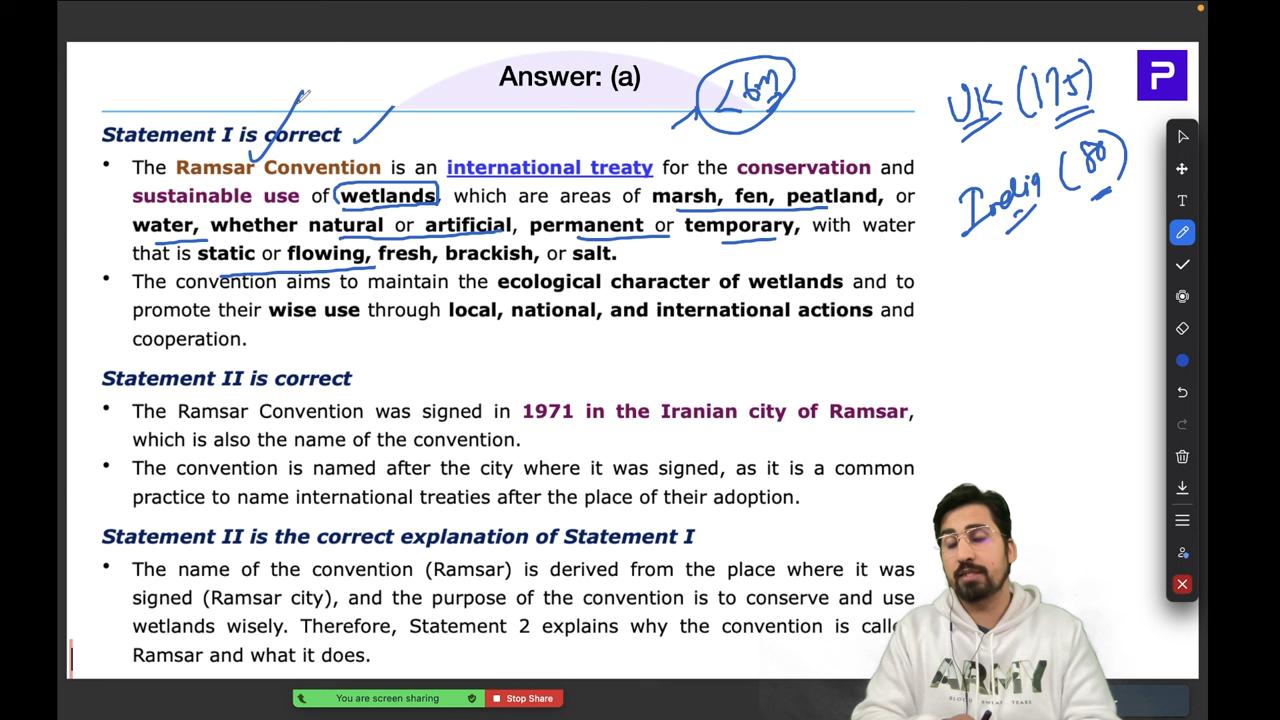 Answer: (a)
<6m
UK (175)
India (80)
Statement I is correct
• The Ramsar Convention is an international treaty for the conservation and
sustainable use of wetlands, which are areas of marsh, fen, peatland, or
water, whether natural or artificial, permanent or temporary, with water
that is static or flowing, fresh, brackish, or salt.
• The convention aims to maintain the ecological character of wetlands and to
promote their wise use through local, national, and international actions and
cooperation.
Statement II is correct
• The Ramsar Convention was signed in 1971 in the Iranian city of Ramsar,
which is also the name of the convention.
• The convention is named after the city where it was signed, as it is a common
practice to name international treaties after the place of their adoption.
Statement II is the correct explanation of Statement I
• The name of the convention (Ramsar) is derived from the place where it was
signed (Ramsar city), and the purpose of the convention is to conserve and use
wetlands wisely. Therefore, Statement 2 explains why the convention is calle
Ramsar and what it does.
P
T
ARMY
You are screen sharing
Stop Share